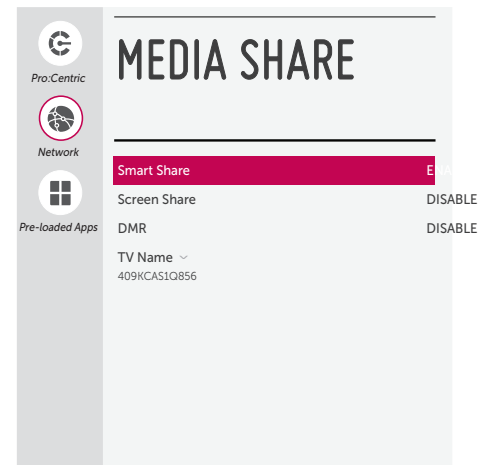 Pro:Centric
Network
Pre-loaded Apps
MEDIA SHARE
Smart Share
Screen Share DISABLE
DMR DISABLE
TV Name
409KCAS1Q856